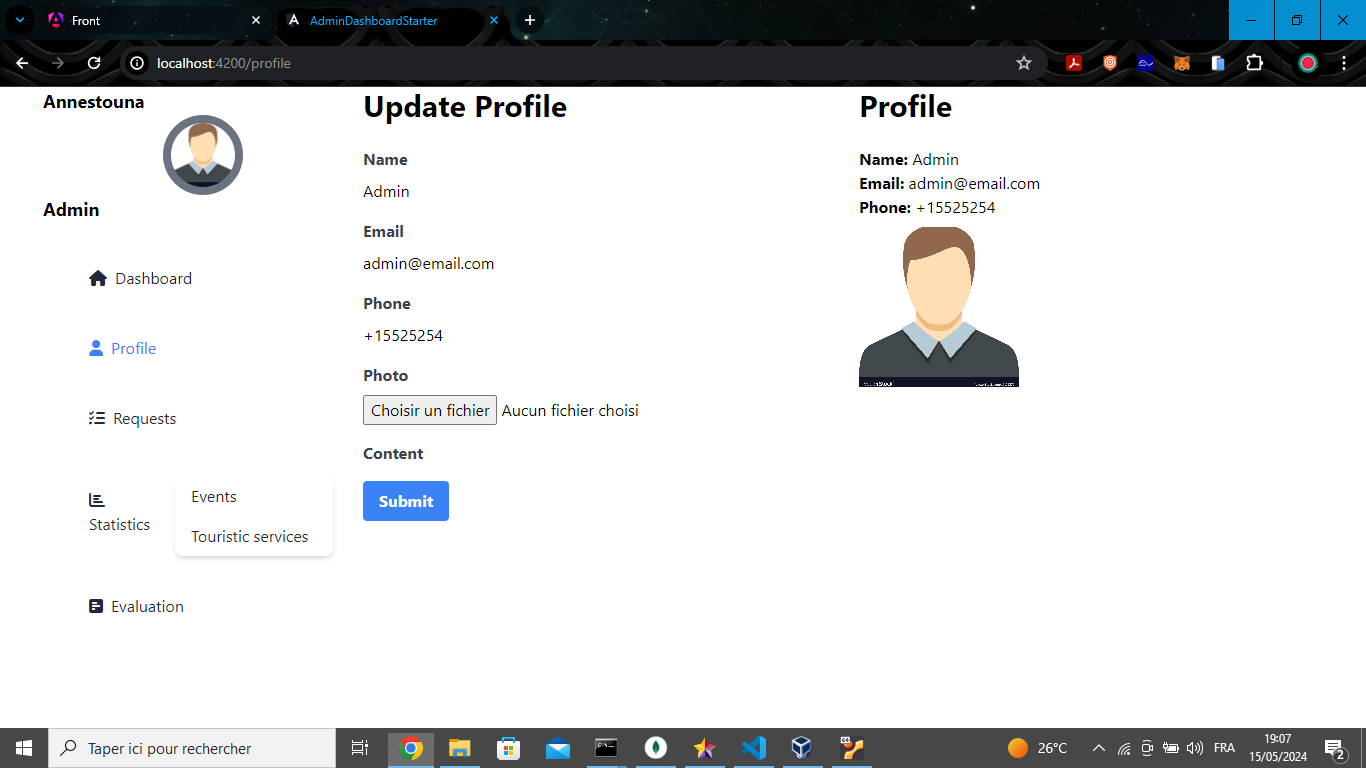 Front
AdminDashboardStarter
localhost:4200/profile
Annestouna
Admin
Dashboard
Profile
Requests
Statistics
Events
Touristic services
Evaluation
Update Profile
Name
Admin
Email
admin@email.com
Phone
+15525254
Photo
Choisir un fichier Aucun fichier choisi
Content
Submit
Profile
Name: Admin
Email: admin@email.com
Phone: +15525254
Taper ici pour rechercher
26°C
FRA
19:07
15/05/2024
2